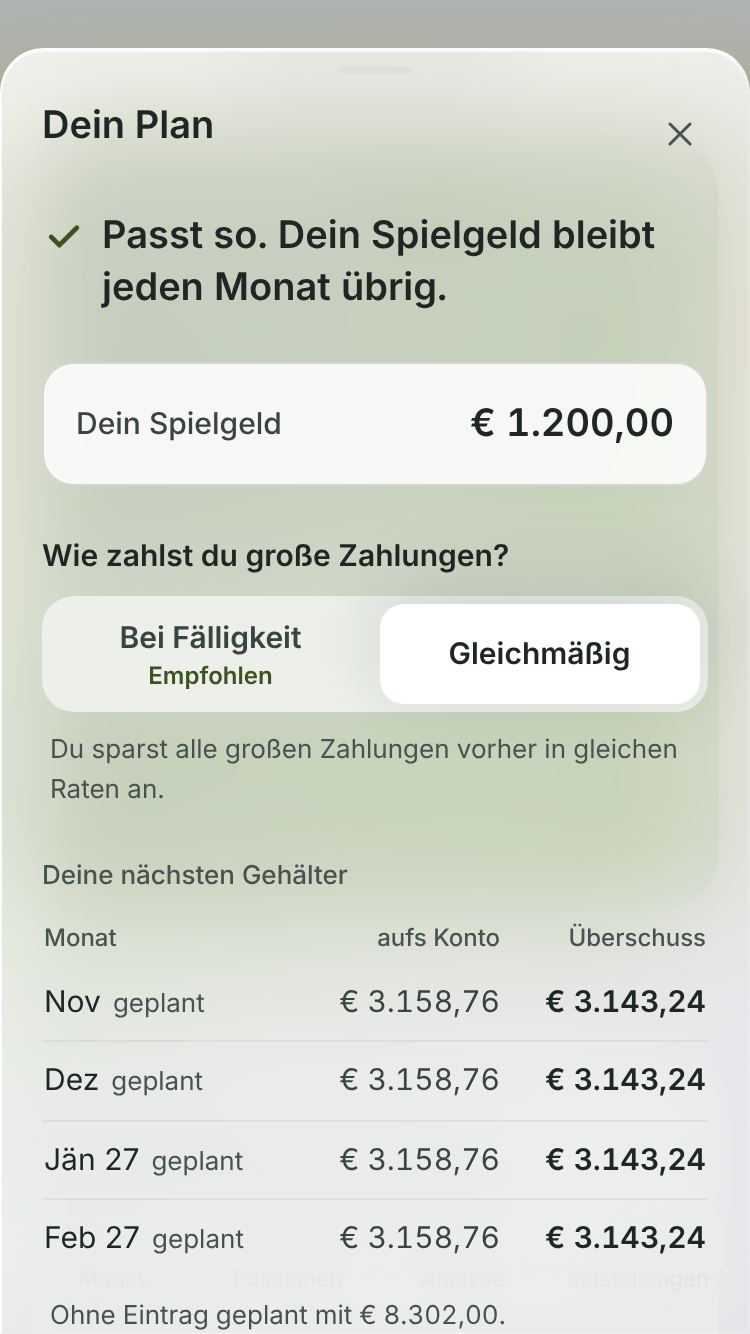 Dein Plan
Passt so. Dein Spielgeld bleibt
jeden Monat übrig.
Dein Spielgeld € 1.200,00
Wie zahlst du große Zahlungen?
Bei Fälligkeit
Empfohlen
Gleichmäßig
Du sparst alle großen Zahlungen vorher in gleichen
Raten an.
Deine nächsten Gehälter
Monat aufs Konto Überschuss
Nov geplant € 3.158,76 € 3.143,24
Dez geplant € 3.158,76 € 3.143,24
Jän 27 geplant € 3.158,76 € 3.143,24
Feb 27 geplant € 3.158,76 € 3.143,24
Monat Positionen Analyse Einstellungen
Ohne Eintrag geplant mit € 8.302,00.